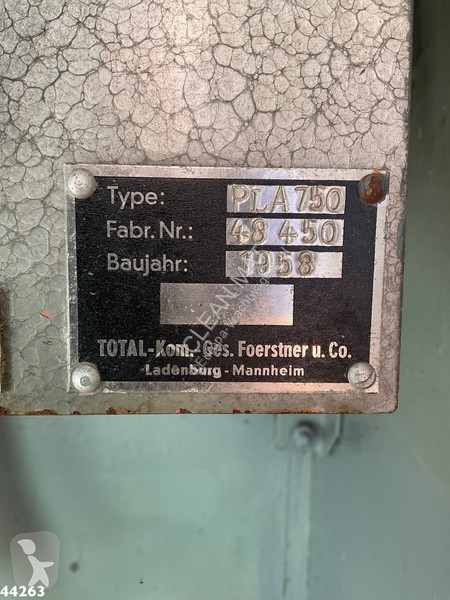 Type: PLA 750
Fabr. Nr.: 48 450
Baujahr: 1958
TOTAL-Kom.-Ges. Foerstner u. Co.
-Ladenburg - Mannheim
44263